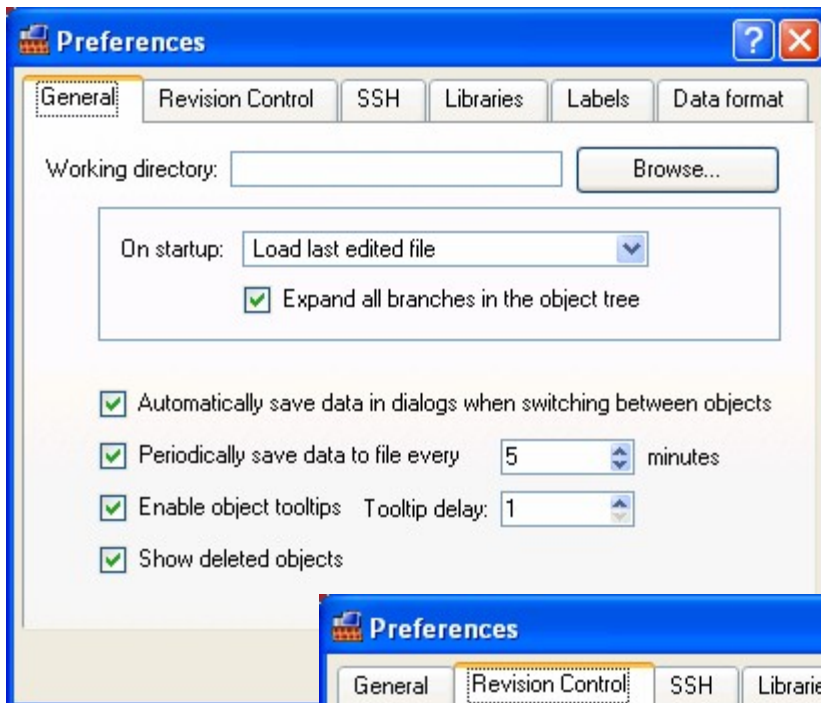 Preferences
General Revision Control SSH Libraries Labels Data format
Working directory: Browse...
On startup: Load last edited file
Expand all branches in the object tree
Automatically save data in dialogs when switching between objects
Periodically save data to file every 5 minutes
Enable object tooltips Tooltip delay: 1
Show deleted objects
Preferences
General Revision Control SSH Librarie